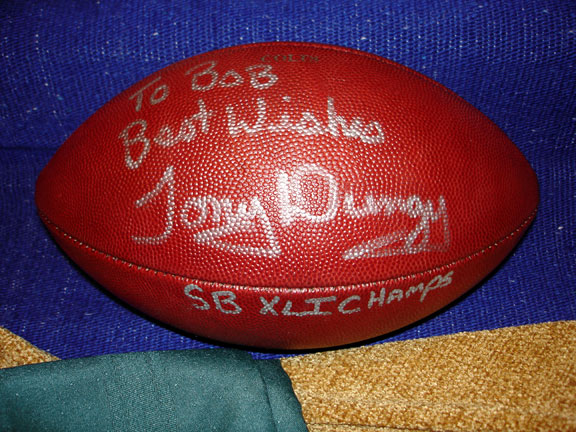 To Bob
Best Wishes
Tony Dungy
SB XLI CHAMPS